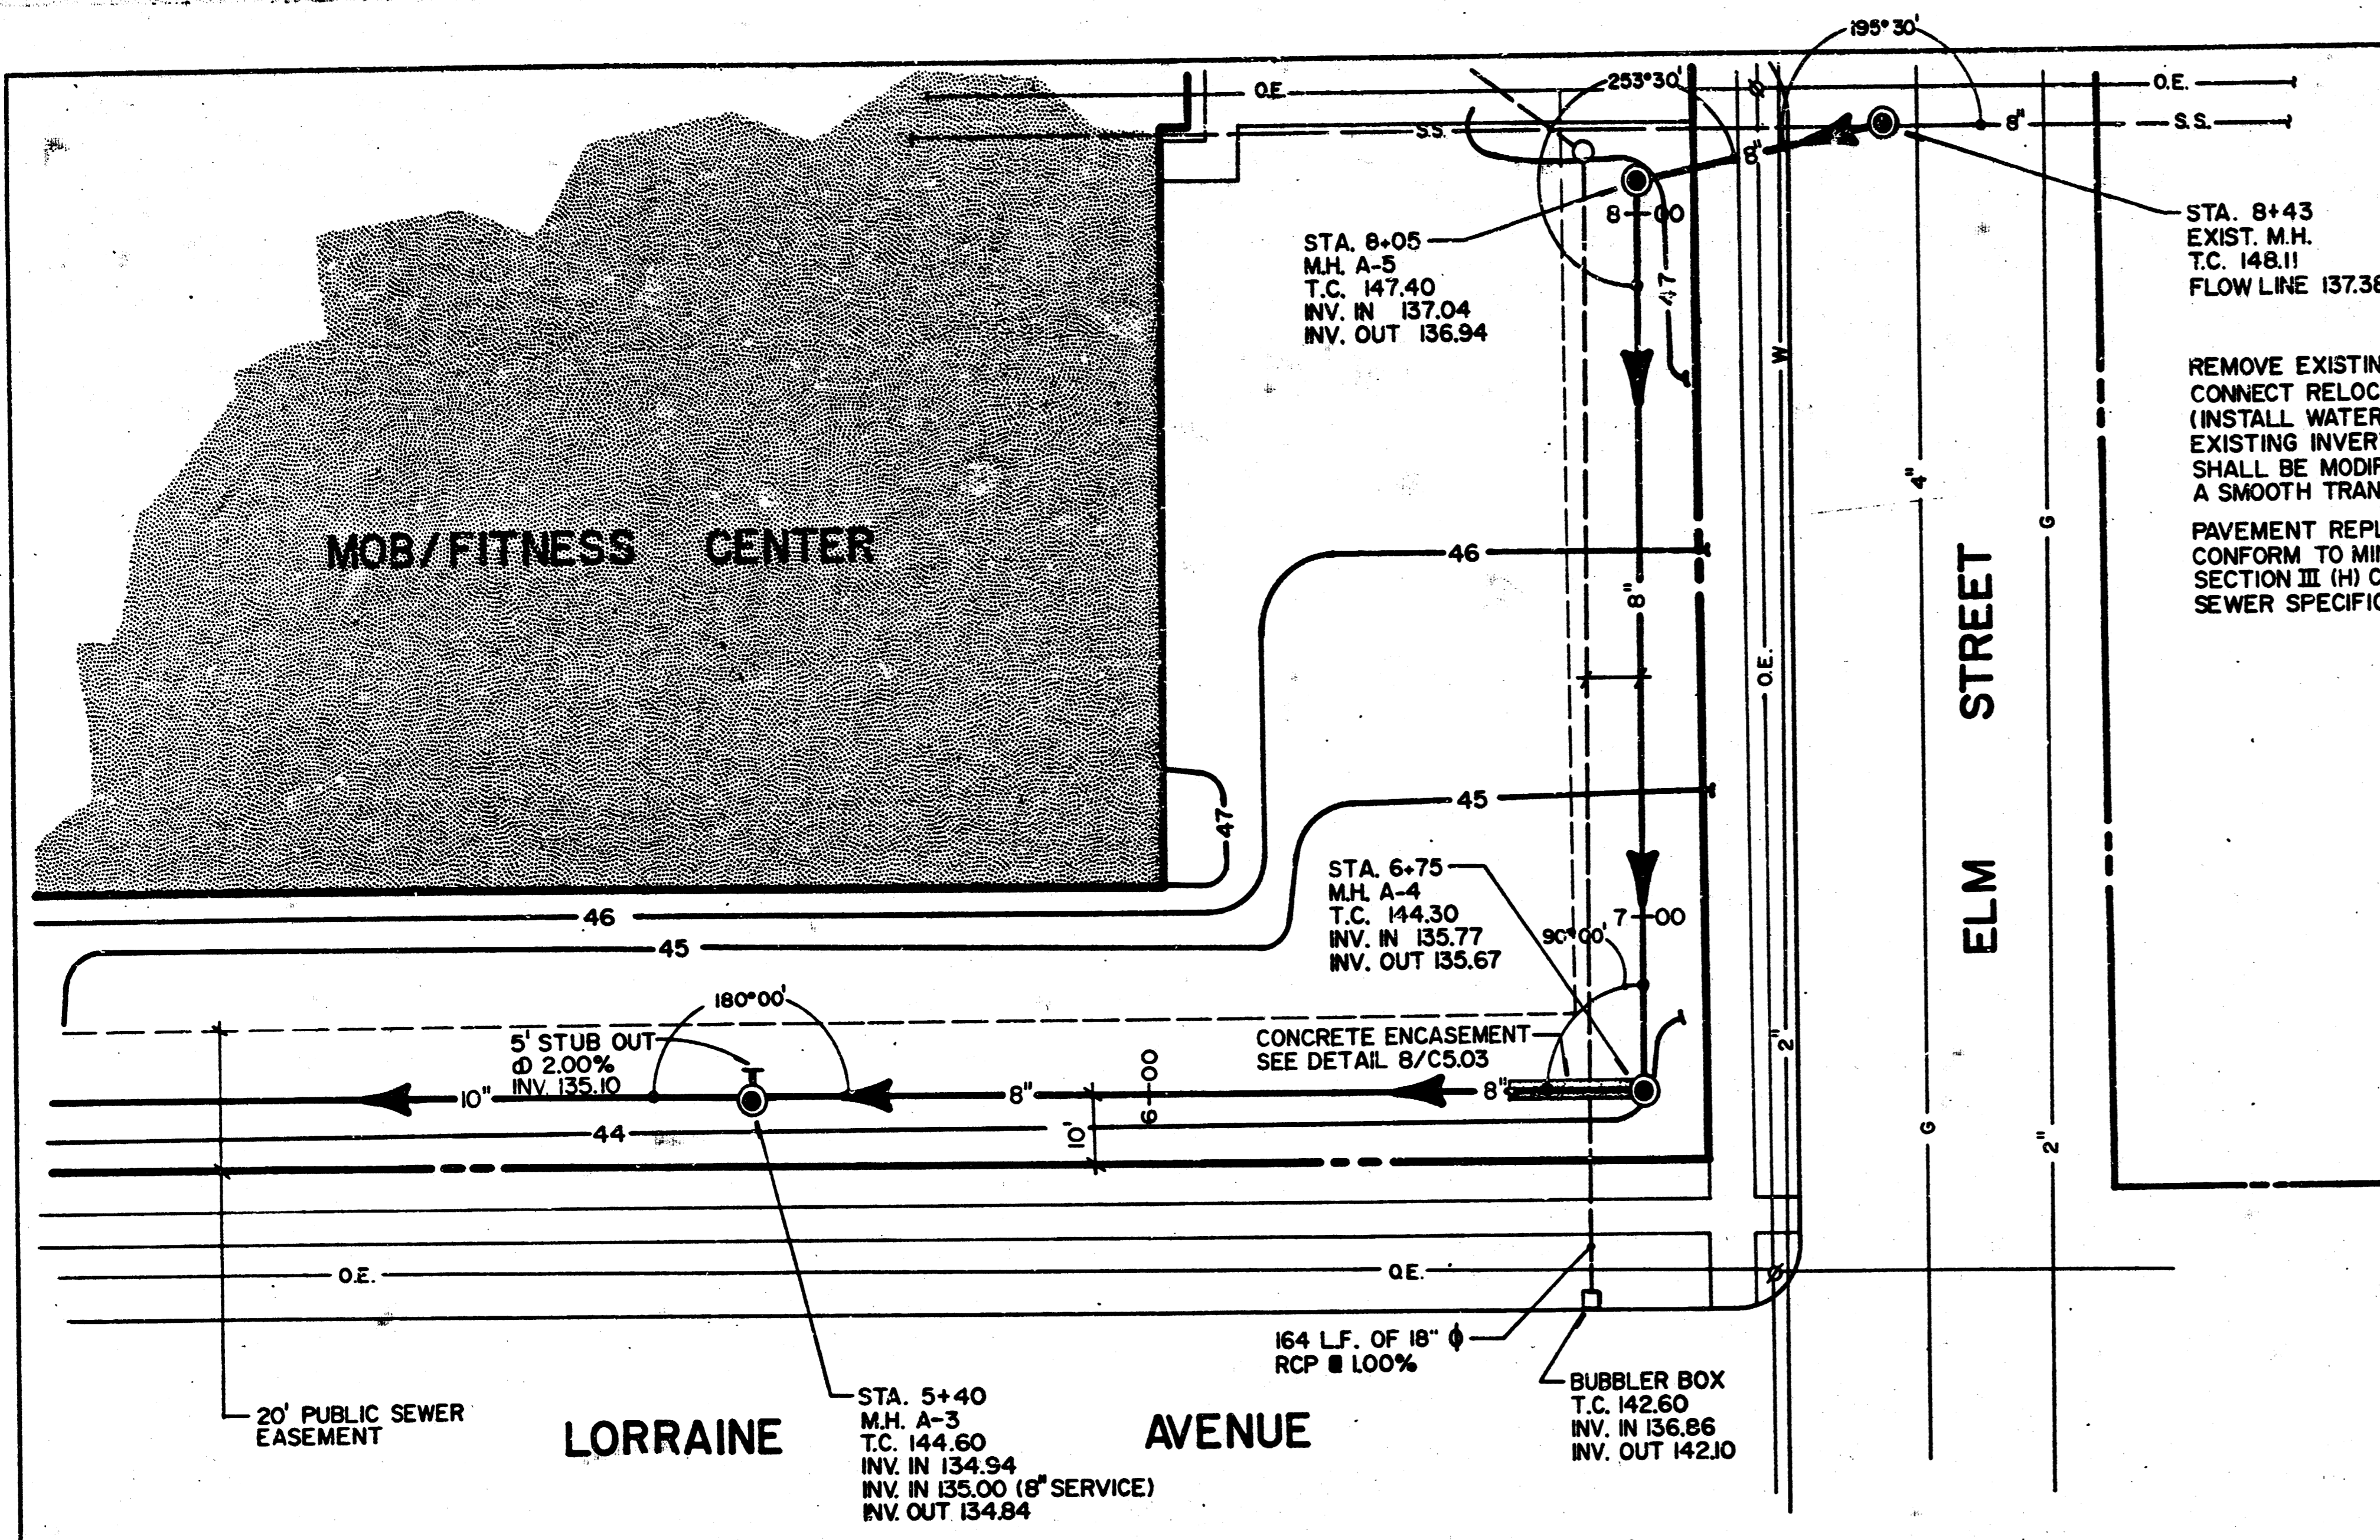 195°30'
253°30'
O.E.
O.E.
S.S.
8"
S.S.
8"
8+00
STA. 8+05
M.H. A-5
T.C. 147.40
INV. IN 137.04
INV. OUT 136.94
47
STA. 8+43
EXIST. M.H.
T.C. 148.11
FLOW LINE 137.38
W
REMOVE EXISTIN
CONNECT RELOC
(INSTALL WATER
EXISTING INVER
SHALL BE MODIF
A SMOOTH TRAN
PAVEMENT REPL
CONFORM TO MIN
SECTION III (H) C
SEWER SPECIFIC
4"
G
MOB/FITNESS CENTER
46
8"
O.E.
ELM STREET
45
47
STA. 6+75
M.H. A-4
T.C. 144.30
INV. IN 135.77
INV. OUT 135.67
7+00
90°00'
46
45
180°00'
5' STUB OUT
@ 2.00%
INV. 135.10
CONCRETE ENCASEMENT
SEE DETAIL 8/C5.03
10"
8"
6+00
8"
2"
44
10'
G
2"
O.E.
O.E.
164 L.F. OF 18" ϕ
RCP @ 1.00%
BUBBLER BOX
T.C. 142.60
INV. IN 136.86
INV. OUT 142.10
20' PUBLIC SEWER
EASEMENT
LORRAINE AVENUE
STA. 5+40
M.H. A-3
T.C. 144.60
INV. IN 134.94
INV. IN 135.00 (8" SERVICE)
INV. OUT 134.84